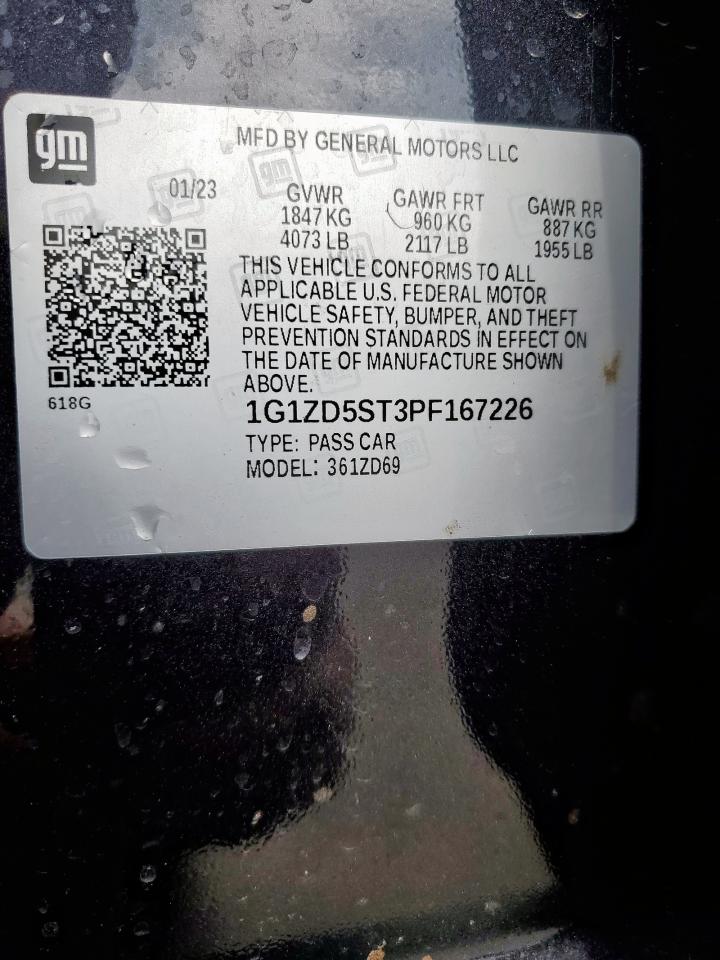 gm
MFD BY GENERAL MOTORS LLC
01/23
GVWR
1847 KG
4073 LB
GAWR FRT
960 KG
2117 LB
GAWR RR
887 KG
1955 LB
THIS VEHICLE CONFORMS TO ALL
APPLICABLE U.S. FEDERAL MOTOR
VEHICLE SAFETY, BUMPER, AND THEFT
PREVENTION STANDARDS IN EFFECT ON
THE DATE OF MANUFACTURE SHOWN
ABOVE.
618G
1G1ZD5ST3PF167226
TYPE: PASS CAR
MODEL: 361ZD69